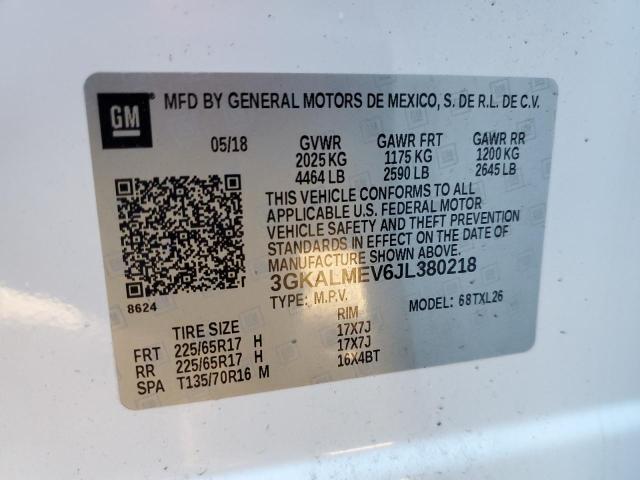 GM MFD BY GENERAL MOTORS DE MEXICO, S. DE R.L. DE C.V.
05/18 GVWR GAWR FRT GAWR RR
2025 KG 1175 KG 1200 KG
4464 LB 2590 LB 2645 LB
THIS VEHICLE CONFORMS TO ALL
APPLICABLE U.S. FEDERAL MOTOR
VEHICLE SAFETY AND THEFT PREVENTION
STANDARDS IN EFFECT ON THE DATE OF
MANUFACTURE SHOWN ABOVE.
3GKALMEV6JL380218
8624 TYPE: M.P.V. MODEL: 68TXL26
TIRE SIZE RIM
FRT 225/65R17 H 17X7J
RR 225/65R17 H 17X7J
SPA T135/70R16 M 16X4BT